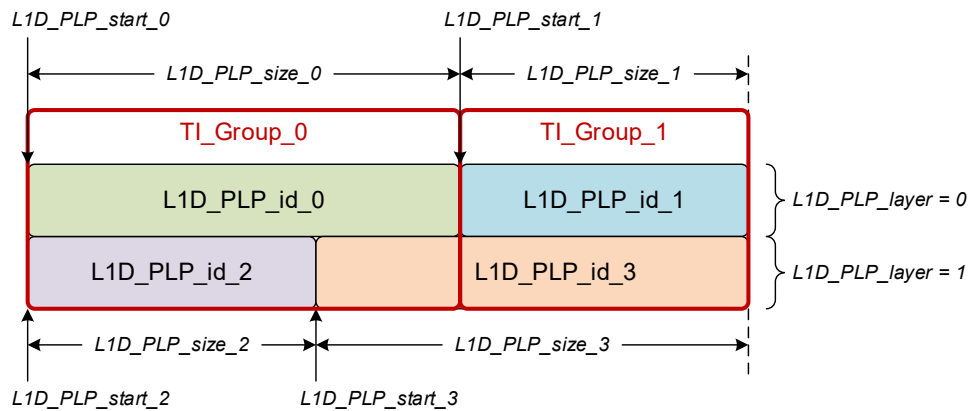 L1D_PLP_start_0
L1D_PLP_start_1
L1D_PLP_size_0
L1D_PLP_size_1
TI_Group_0
TI_Group_1
L1D_PLP_id_0
L1D_PLP_id_1
L1D_PLP_layer = 0
L1D_PLP_id_2
L1D_PLP_id_3
L1D_PLP_layer = 1
L1D_PLP_size_2
L1D_PLP_size_3
L1D_PLP_start_2
L1D_PLP_start_3